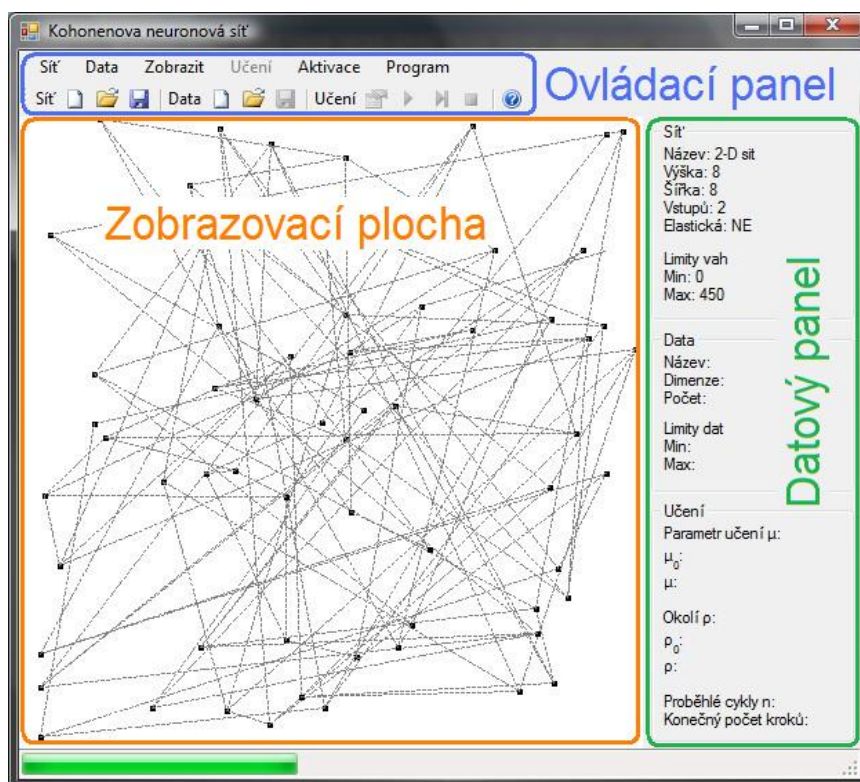 Kohonenova neuronová síť
Síť Data Zobrazit Učení Aktivace Program
Síť Data Učení
Ovládací panel
Zobrazovací plocha
Síť
Název: 2-D sit
Výška: 8
Šířka: 8
Vstupů: 2
Elastická: NE
Limity vah
Min: 0
Max: 450
Data
Název:
Dimenze:
Počet:
Limity dat
Min:
Max:
Učení
Parametr učení μ:
μ₀:
μ:
Okolí ρ:
ρ₀:
ρ:
Proběhlé cykly n:
Konečný počet kroků:
Datový panel